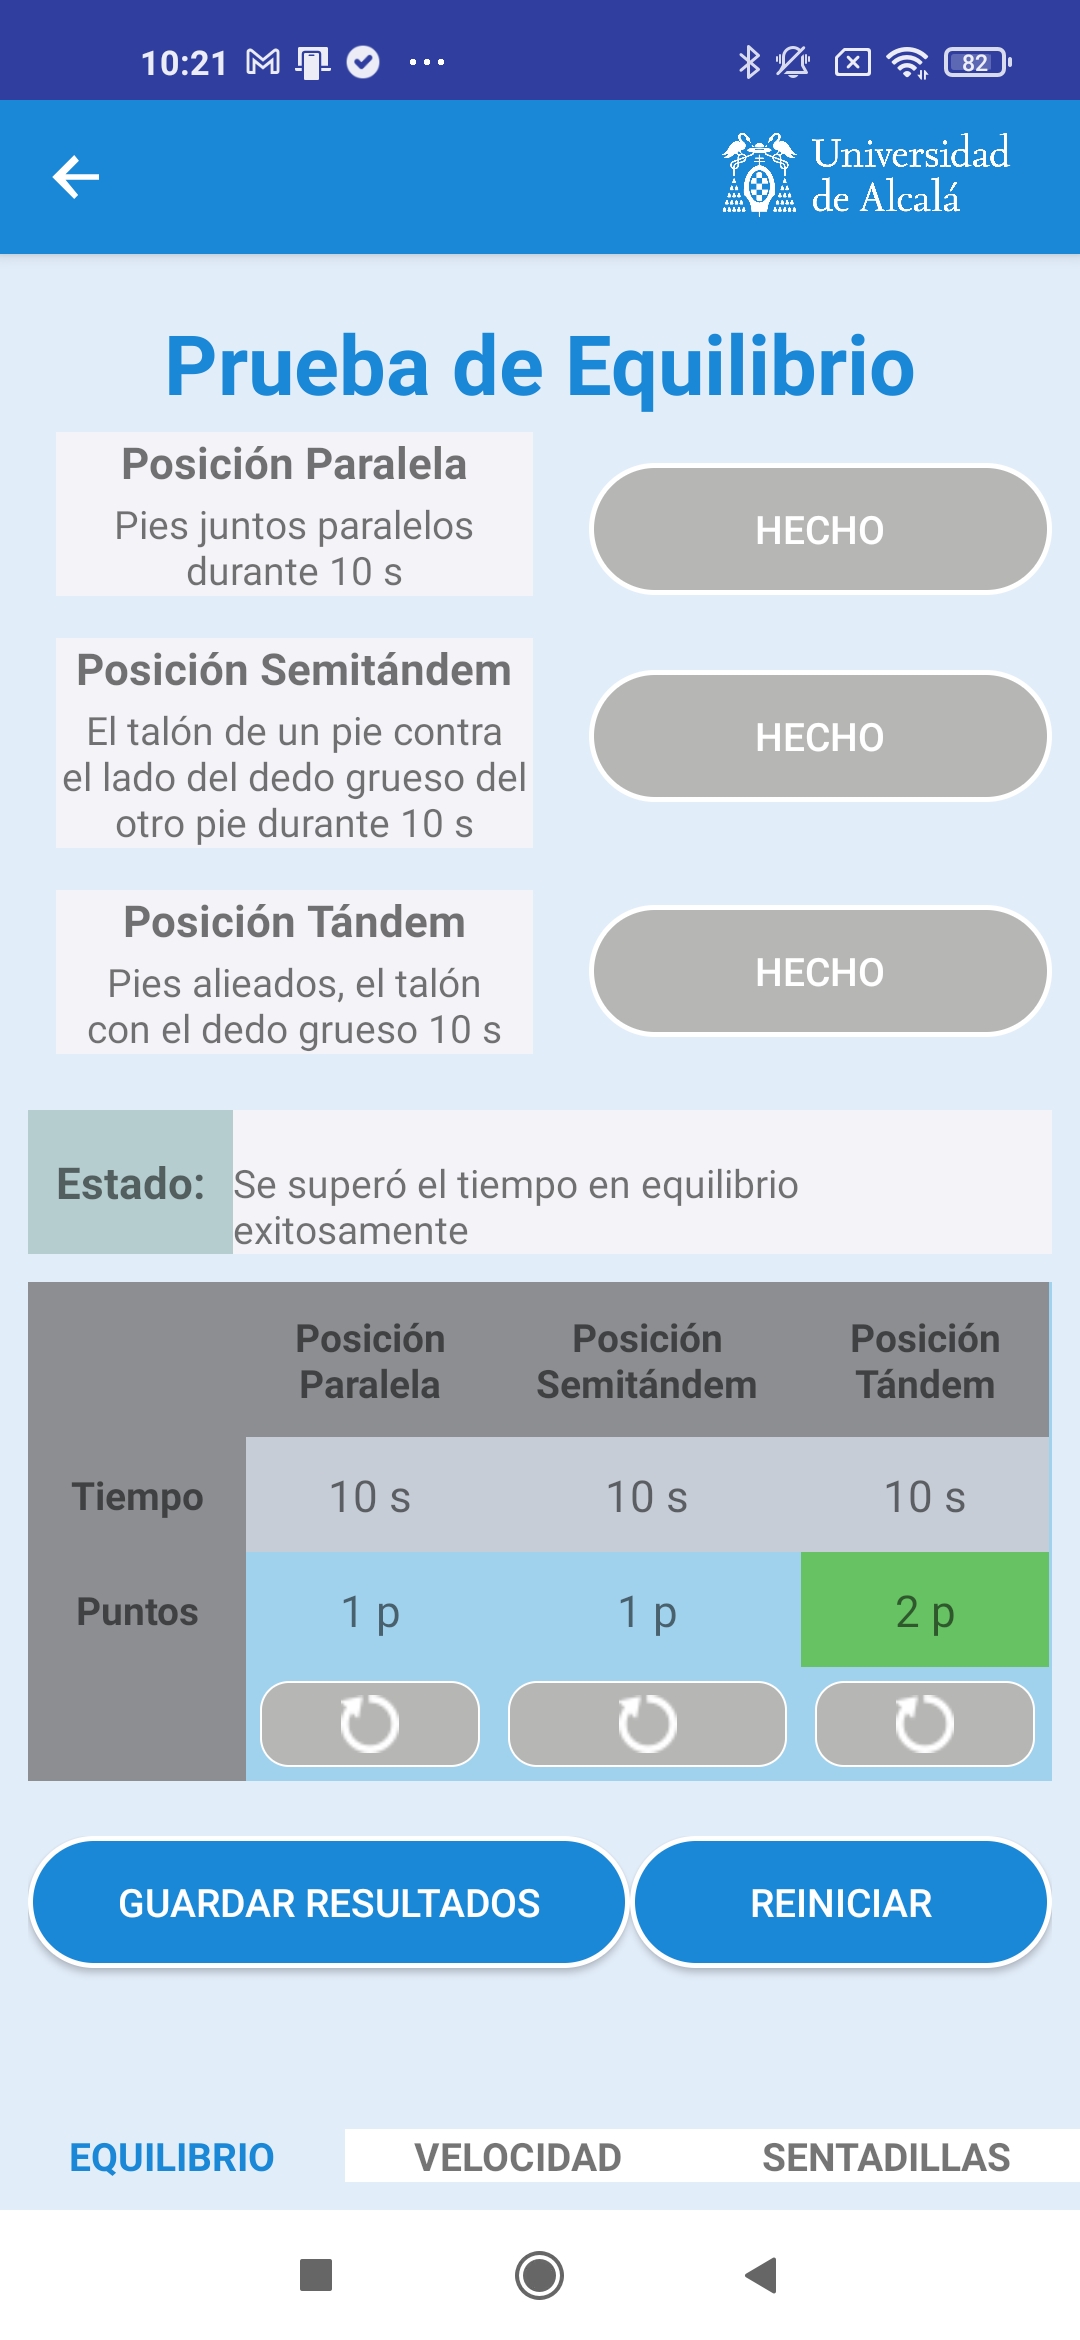 10:21
82
Universidad
de Alcalá
Prueba de Equilibrio
Posición Paralela
Pies juntos paralelos
durante 10 s
HECHO
Posición Semitándem
El talón de un pie contra
el lado del dedo grueso del
otro pie durante 10 s
HECHO
Posición Tándem
Pies alieados, el talón
con el dedo grueso 10 s
HECHO
Estado:
Se superó el tiempo en equilibrio
exitosamente
Posición Paralela
Posición Semitándem
Posición Tándem
Tiempo 10 s 10 s 10 s
Puntos 1 p 1 p 2 p
GUARDAR RESULTADOS REINICIAR
EQUILIBRIO VELOCIDAD SENTADILLAS